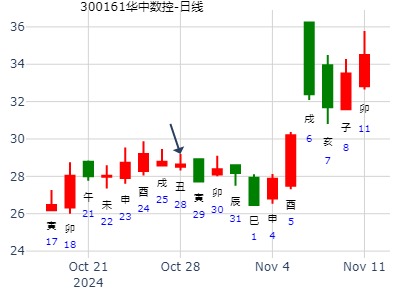 300161华中数控-日线
36
34
32
30
28
26
24
寅
17
卯
18
午
21
未
22
申
23
酉
24
戌
25
丑
28
寅
29
卯
30
辰
31
巳
1
申
4
酉
5
戌
6
亥
7
子
8
卯
11
Oct 21
2024
Oct 28
Nov 4
Nov 11